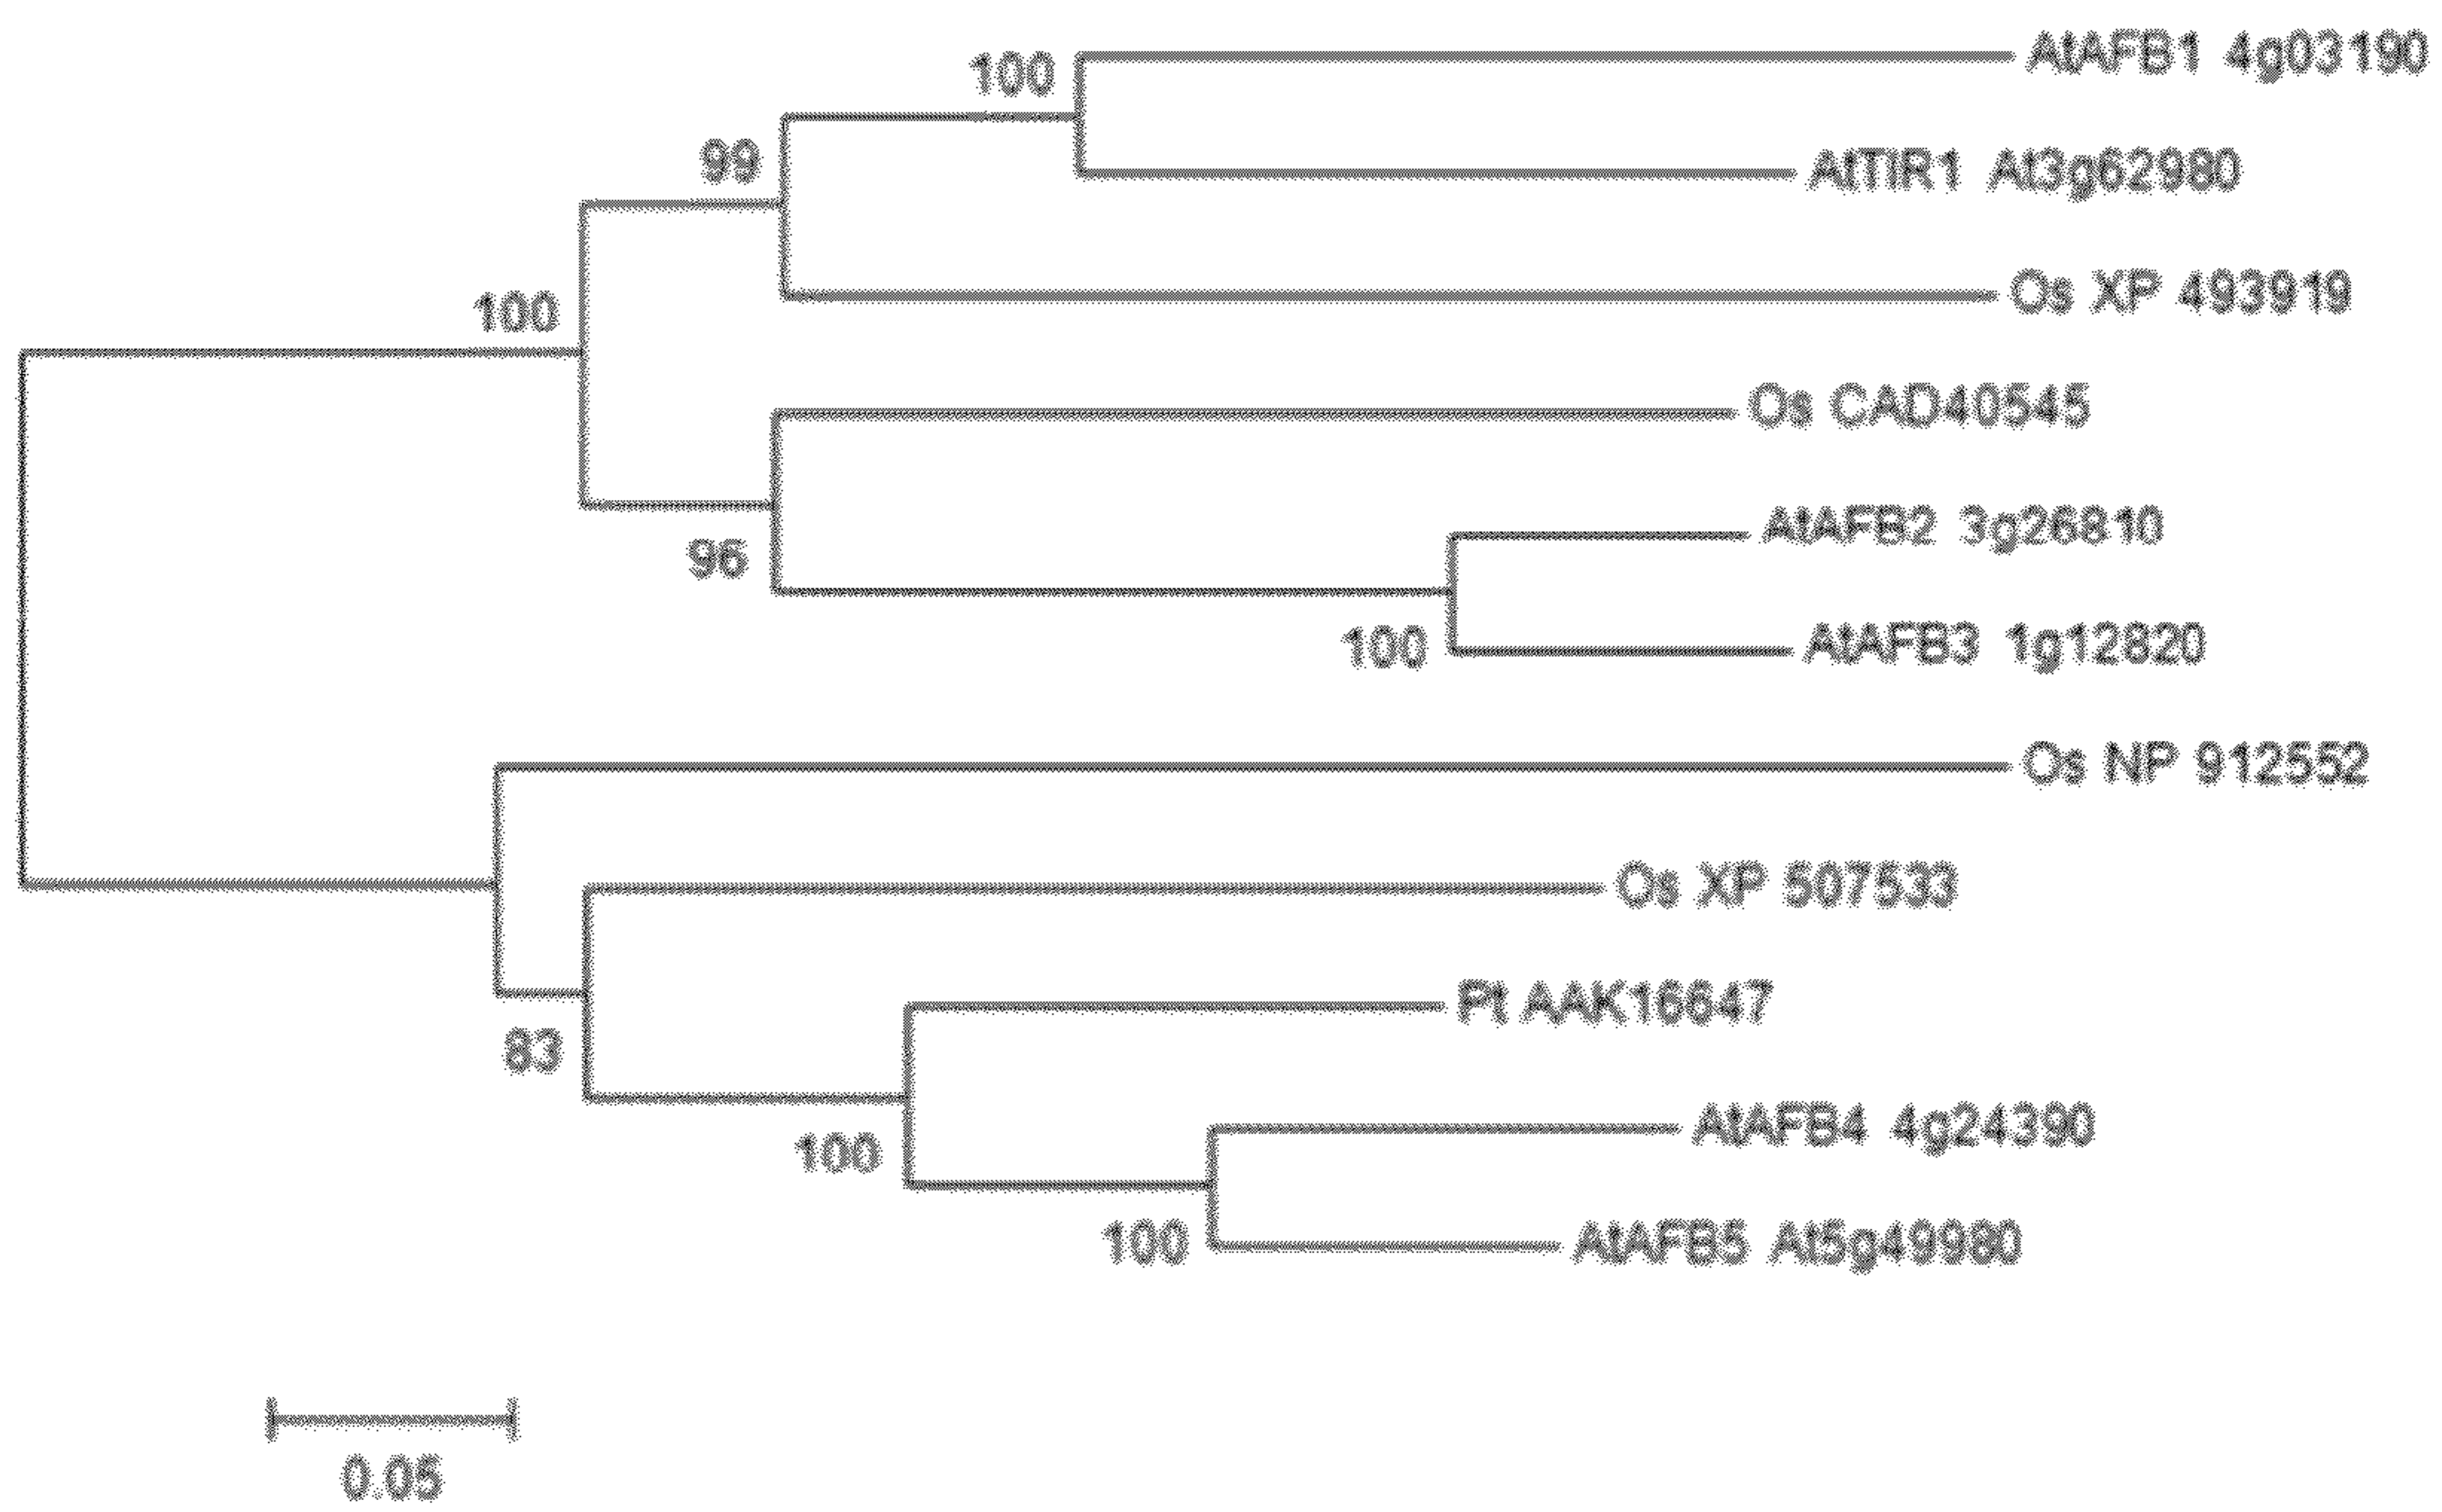 AtAFB1 4g03190
100
AtTIR1 At3g62980
99
Os XP 493919
100
Os CAD40545
AtAFB2 3g26810
96
AtAFB3 1g12820
100
Os NP 912552
Os XP 507533
Pt AAK16647
83
AtAFB4 4g24390
100
AtAFB5 At5g49980
100
0.05